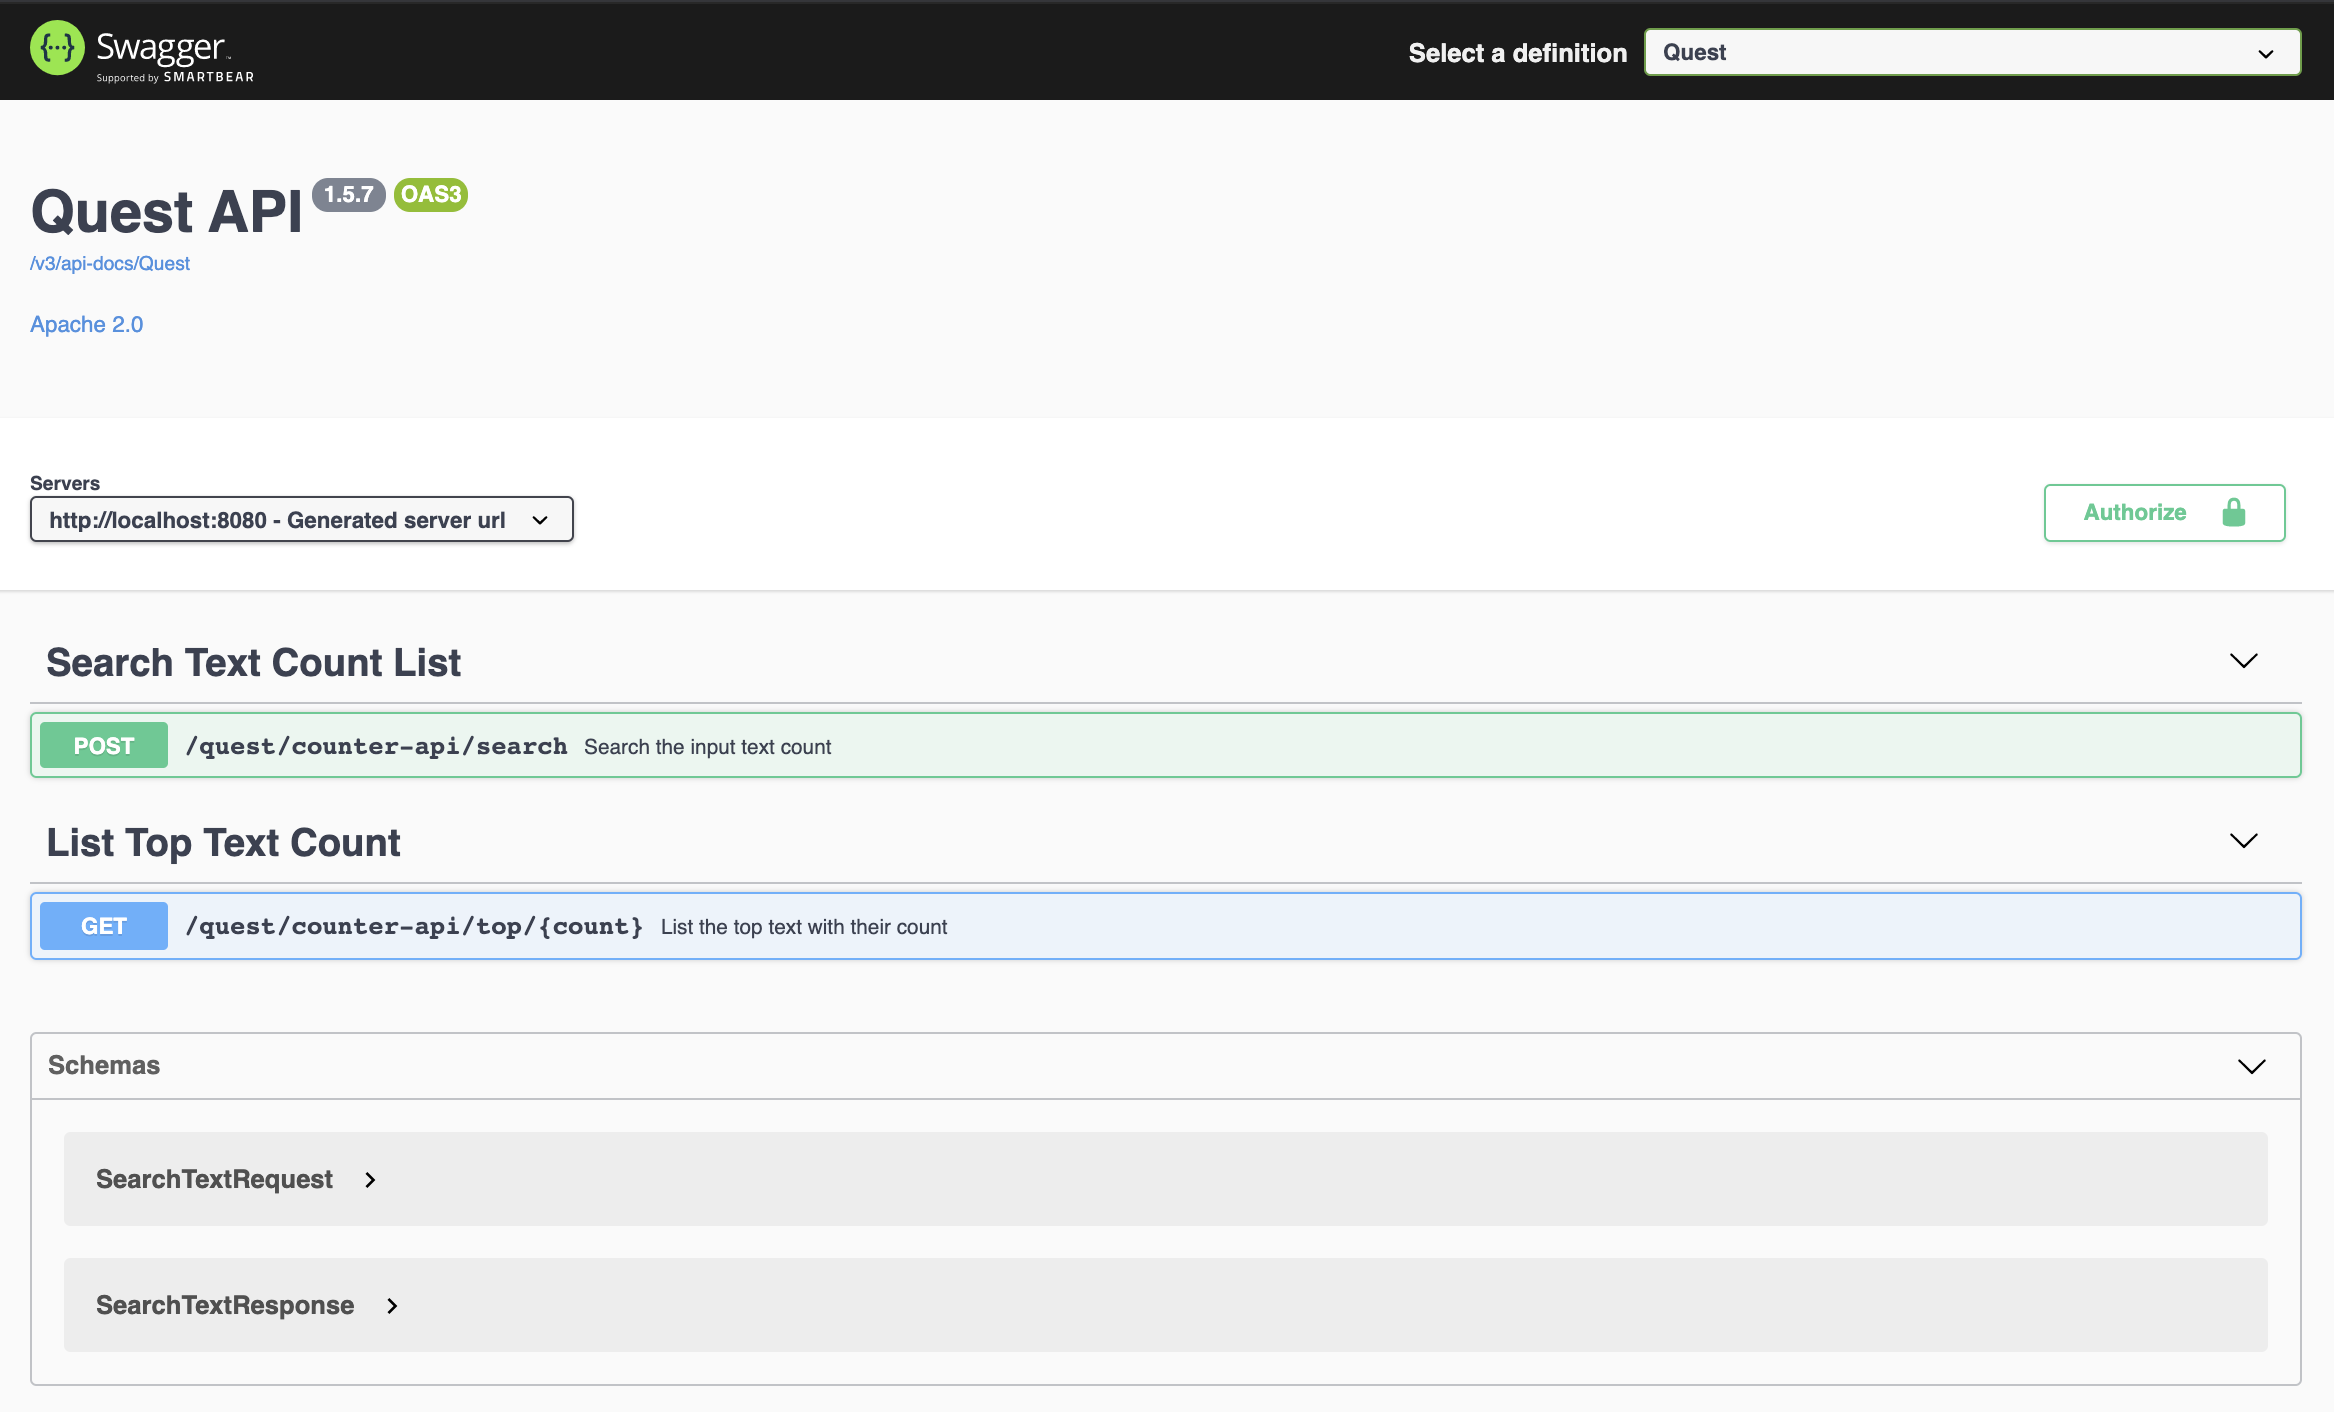 {···} Swagger™
Supported by SMARTBEAR
Select a definition
Quest
Quest API 1.5.7 OAS3
/v3/api-docs/Quest
Apache 2.0
Servers
http://localhost:8080 - Generated server url
Authorize
Search Text Count List
POST /quest/counter-api/search Search the input text count
List Top Text Count
GET /quest/counter-api/top/{count} List the top text with their count
Schemas
SearchTextRequest
SearchTextResponse